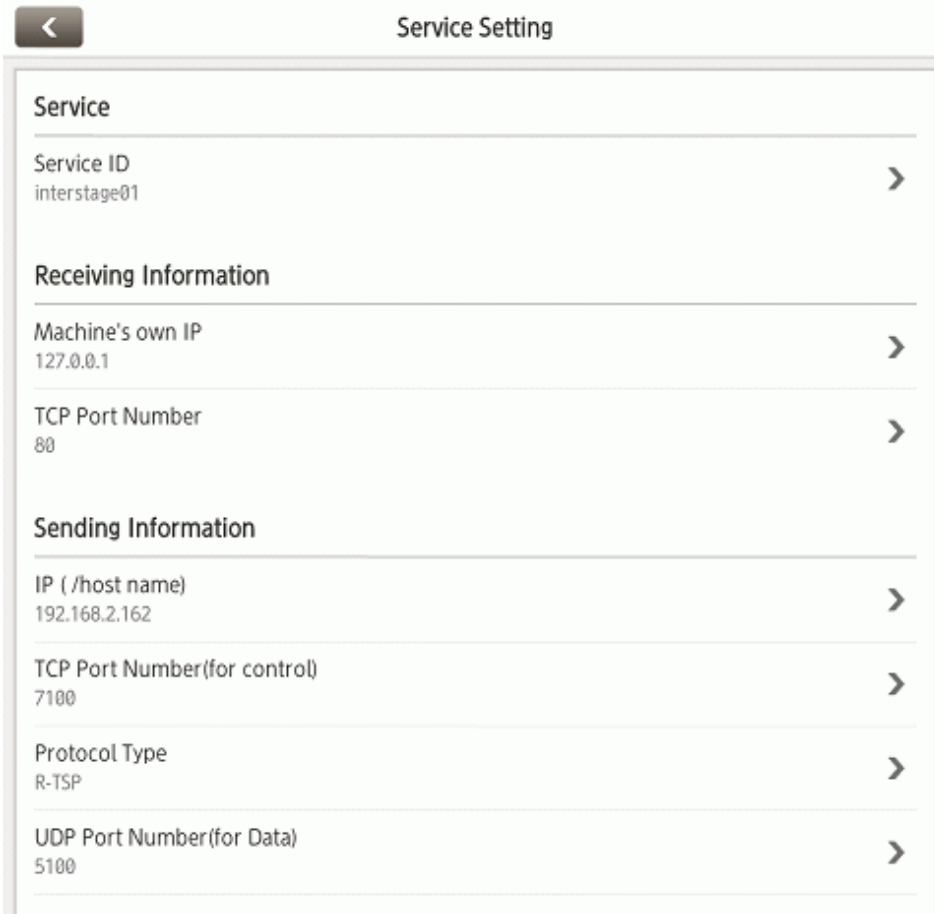 Service Setting
Service
Service ID
interstage01
Receiving Information
Machine's own IP
127.0.0.1
TCP Port Number
80
Sending Information
IP ( /host name)
192.168.2.162
TCP Port Number(for control)
7100
Protocol Type
R-TSP
UDP Port Number(for Data)
5100